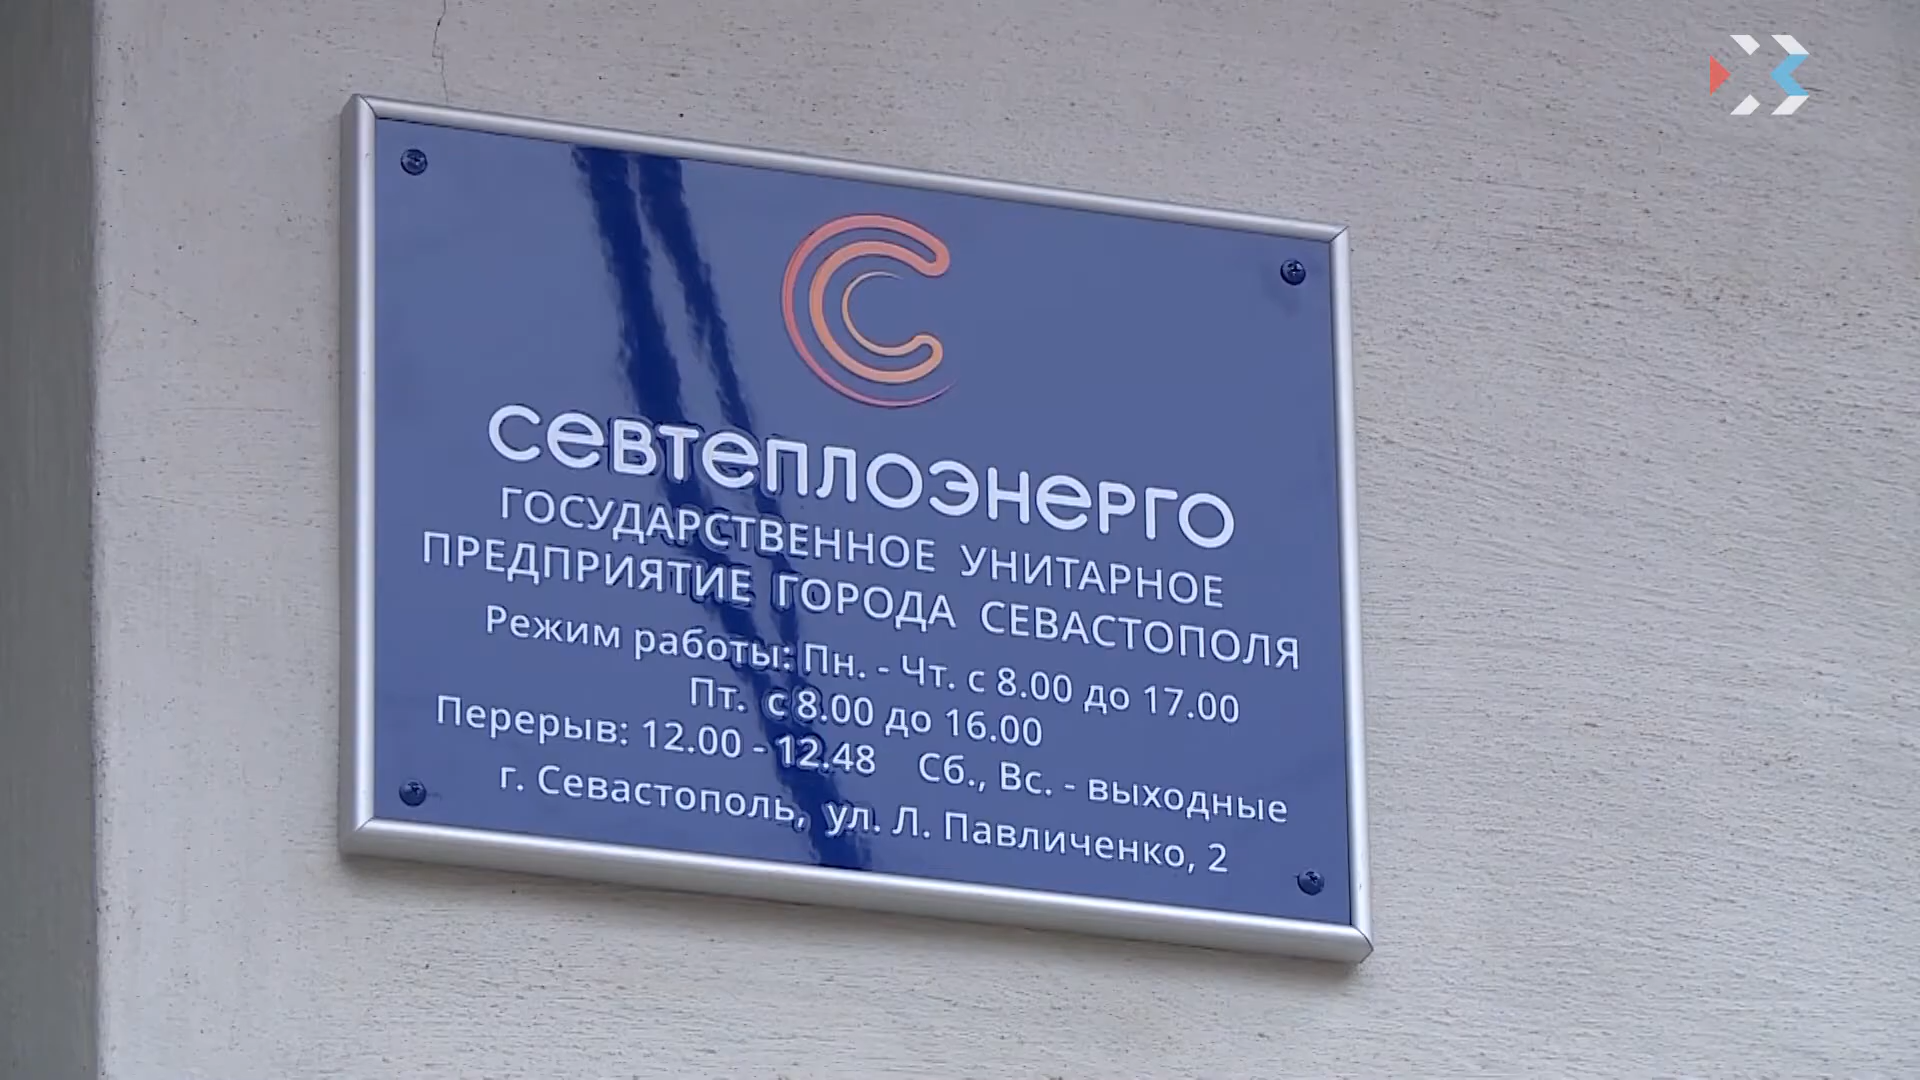 севтеплоэнерго
ГОСУДАРСТВЕННОЕ УНИТАРНОЕ
ПРЕДПРИЯТИЕ ГОРОДА СЕВАСТОПОЛЯ
Режим работы: Пн. - Чт. с 8.00 до 17.00
Пт. с 8.00 до 16.00
Перерыв: 12.00 - 12.48 Сб., Вс. - выходные
г. Севастополь, ул. Л. Павличенко, 2